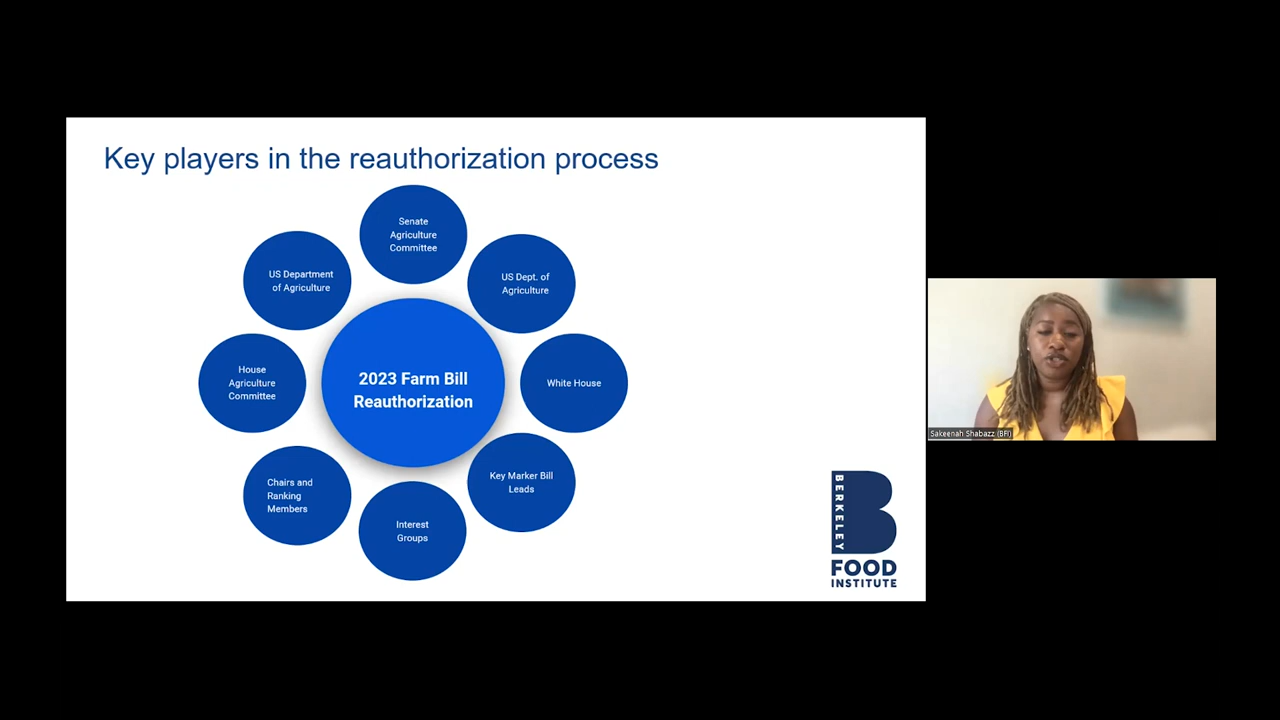 Key players in the reauthorization process
Senate
Agriculture
Committee
US Department
of Agriculture
US Dept. of
Agriculture
House
Agriculture
Committee
2023 Farm Bill
Reauthorization
White House
Chairs and
Ranking
Members
Key Marker Bill
Leads
Interest
Groups
BERKELEY
B
FOOD
INSTITUTE
Sakeenah Shabazz (BFI)